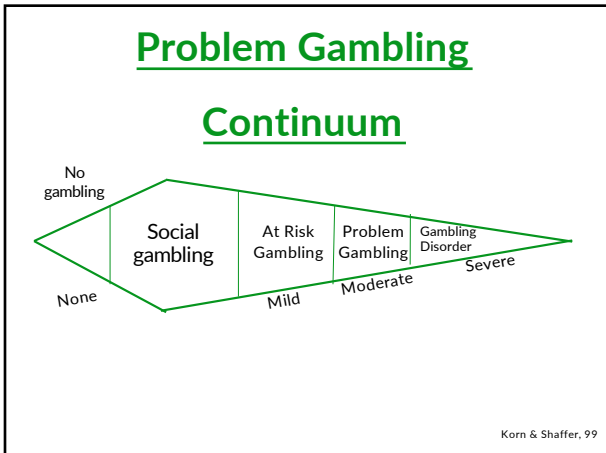 Problem Gambling
Continuum
No
gambling
Social
gambling
At Risk
Gambling
Problem
Gambling
Gambling
Disorder
None
Mild
Moderate
Severe
Korn & Shaffer, 99